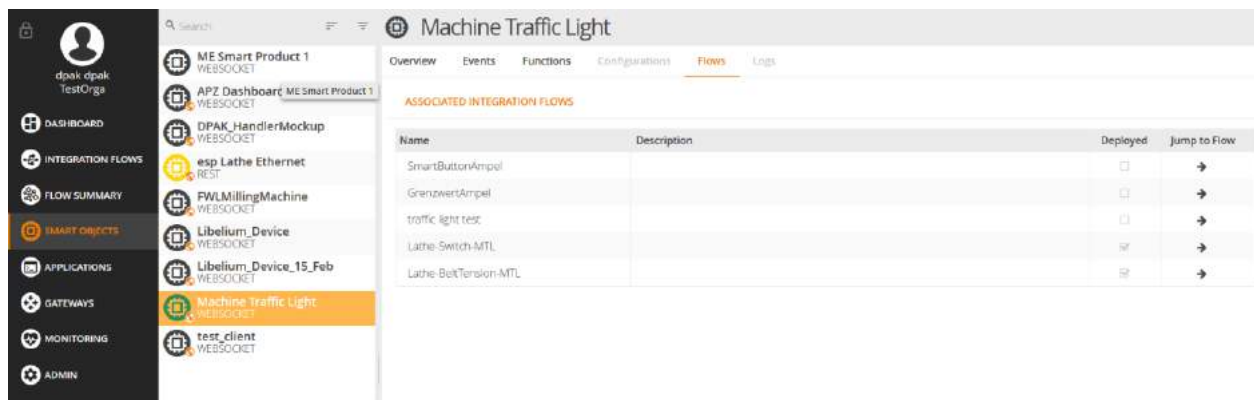 dpak dpak
TestOrga
DASHBOARD
INTEGRATION FLOWS
FLOW SUMMARY
SMART OBJECTS
APPLICATIONS
GATEWAYS
MONITORING
ADMIN
Search
ME Smart Product 1
WEBSOCKET
APZ Dashboard
ME Smart Product 1
WEBSOCKET
DPAK_HandlerMockup
WEBSOCKET
esp Lathe Ethernet
REST
FWLMillingMachine
WEBSOCKET
Libelium_Device
WEBSOCKET
Libelium_Device_15_Feb
WEBSOCKET
Machine Traffic Light
WEBSOCKET
test_client
WEBSOCKET
Machine Traffic Light
Overview Events Functions Configurations Flows Logs
ASSOCIATED INTEGRATION FLOWS
Name Description Deployed Jump to Flow
SmartButtonAmpel
GrenzwertAmpel
traffic light test
Lathe-Switch-MTL
Lathe-BeltTension-MTL